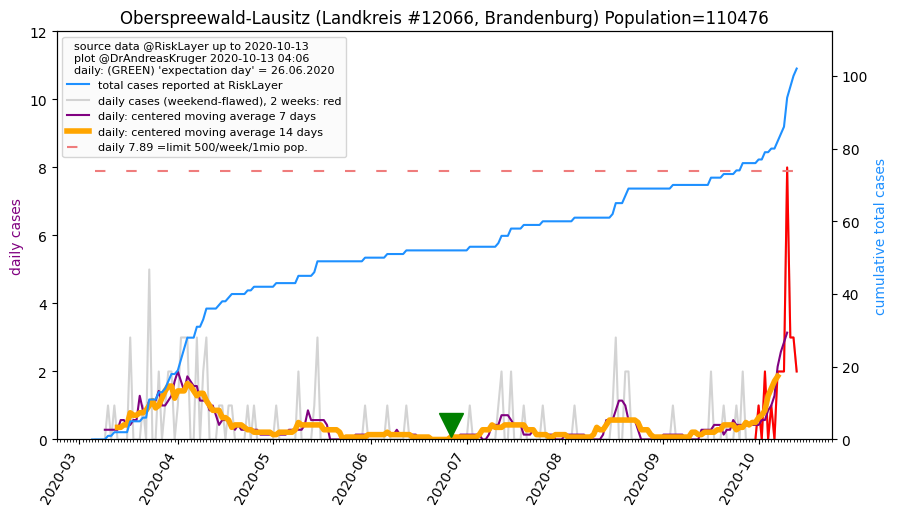 Oberspreewald-Lausitz (Landkreis #12066, Brandenburg) Population=110476
source data @RiskLayer up to 2020-10-13
plot @DrAndreasKruger 2020-10-13 04:06
daily: (GREEN) 'expectation day' = 26.06.2020
total cases reported at RiskLayer
daily cases (weekend-flawed), 2 weeks: red
daily: centered moving average 7 days
daily: centered moving average 14 days
daily 7.89 =limit 500/week/1mio pop.
daily cases
12
10
8
6
4
2
0
cumulative total cases
100
80
60
40
20
0
2020-03
2020-04
2020-05
2020-06
2020-07
2020-08
2020-09
2020-10